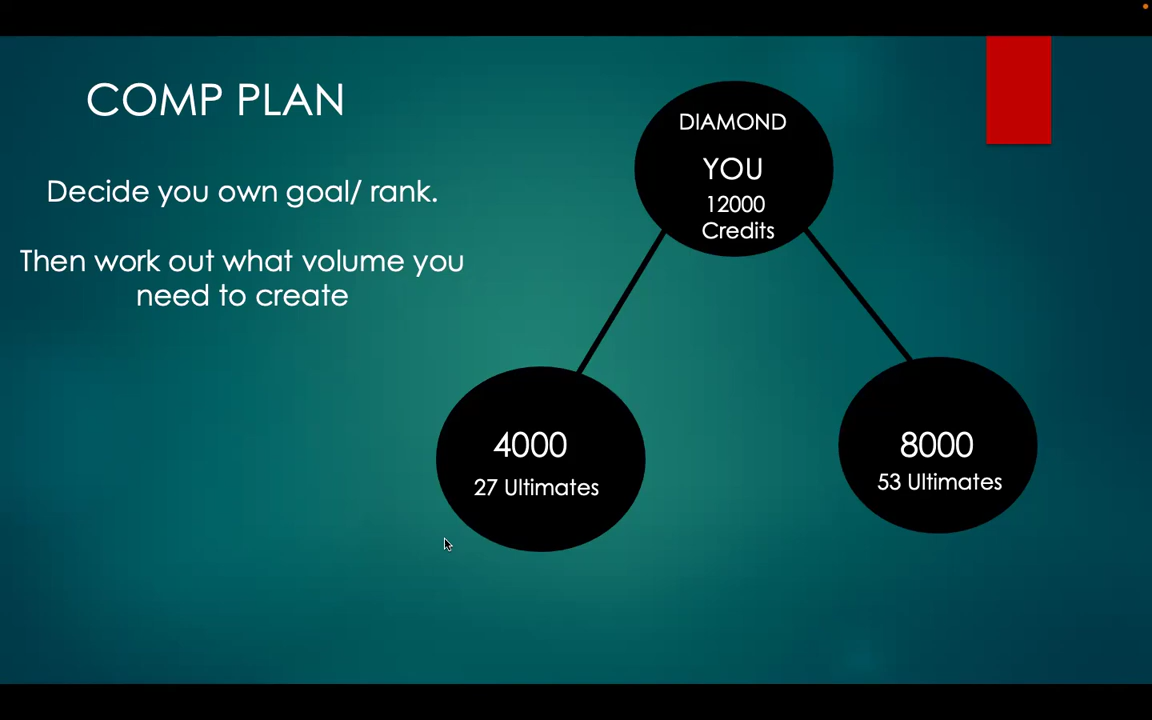 COMP PLAN
Decide you own goal/ rank.
Then work out what volume you
need to create
DIAMOND
YOU
12000
Credits
4000
27 Ultimates
8000
53 Ultimates